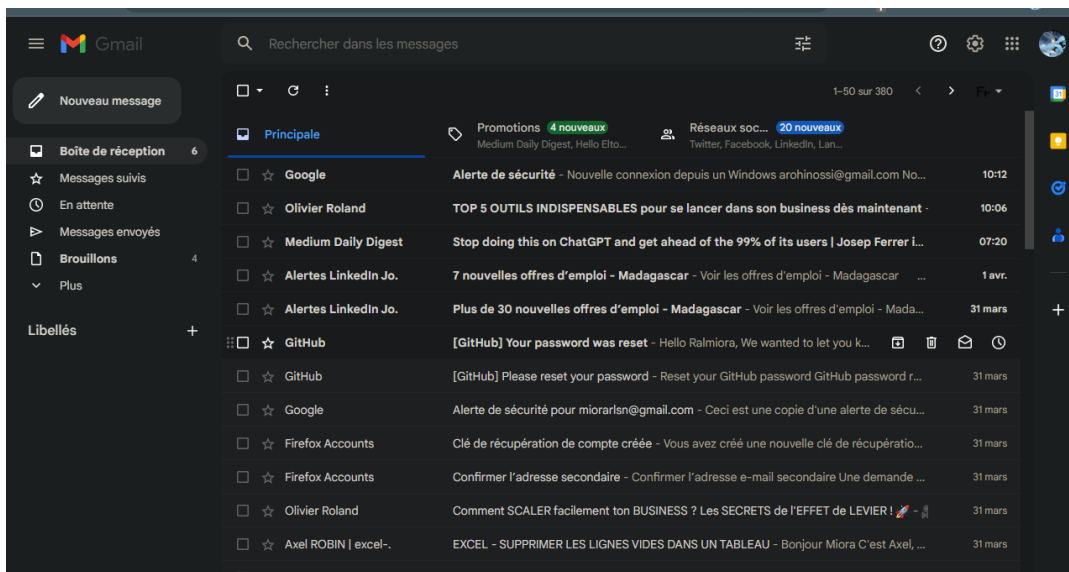 Gmail
Rechercher dans les messages
Nouveau message
1–50 sur 380
Principale
Promotions 4 nouveaux
Medium Daily Digest, Hello Elto...
Réseaux soc... 20 nouveaux
Twitter, Facebook, LinkedIn, Lan...
Boîte de réception 6
Messages suivis
En attente
Messages envoyés
Brouillons 4
Plus
Libellés
Google Alerte de sécurité - Nouvelle connexion depuis un Windows arohinossi@gmail.com No... 10:12
Olivier Roland TOP 5 OUTILS INDISPENSABLES pour se lancer dans son business dès maintenant - 10:06
Medium Daily Digest Stop doing this on ChatGPT and get ahead of the 99% of its users | Josep Ferrer i... 07:20
Alertes LinkedIn Jo. 7 nouvelles offres d'emploi - Madagascar - Voir les offres d'emploi - Madagascar ... 1 avr.
Alertes LinkedIn Jo. Plus de 30 nouvelles offres d'emploi - Madagascar - Voir les offres d'emploi - Mada... 31 mars
GitHub [GitHub] Your password was reset - Hello Ralmiora, We wanted to let you k...
GitHub [GitHub] Please reset your password - Reset your GitHub password GitHub password r... 31 mars
Google Alerte de sécurité pour miorarlsn@gmail.com - Ceci est une copie d'une alerte de sécu... 31 mars
Firefox Accounts Clé de récupération de compte créée - Vous avez créé une nouvelle clé de récupératio... 31 mars
Firefox Accounts Confirmer l'adresse secondaire - Confirmer l'adresse e-mail secondaire Une demande ... 31 mars
Olivier Roland Comment SCALER facilement ton BUSINESS ? Les SECRETS de l'EFFET de LEVIER ! 🚀 - 31 mars
Axel ROBIN | excel-. EXCEL - SUPPRIMER LES LIGNES VIDES DANS UN TABLEAU - Bonjour Miora C'est Axel, ... 31 mars
31